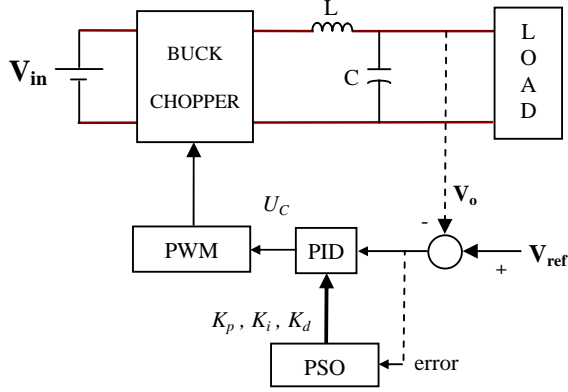 L
V_in
BUCK
CHOPPER
C
L
O
A
D
U_C
V_o
-
PWM
PID
+
V_ref
K_p , K_i , K_d
PSO
error